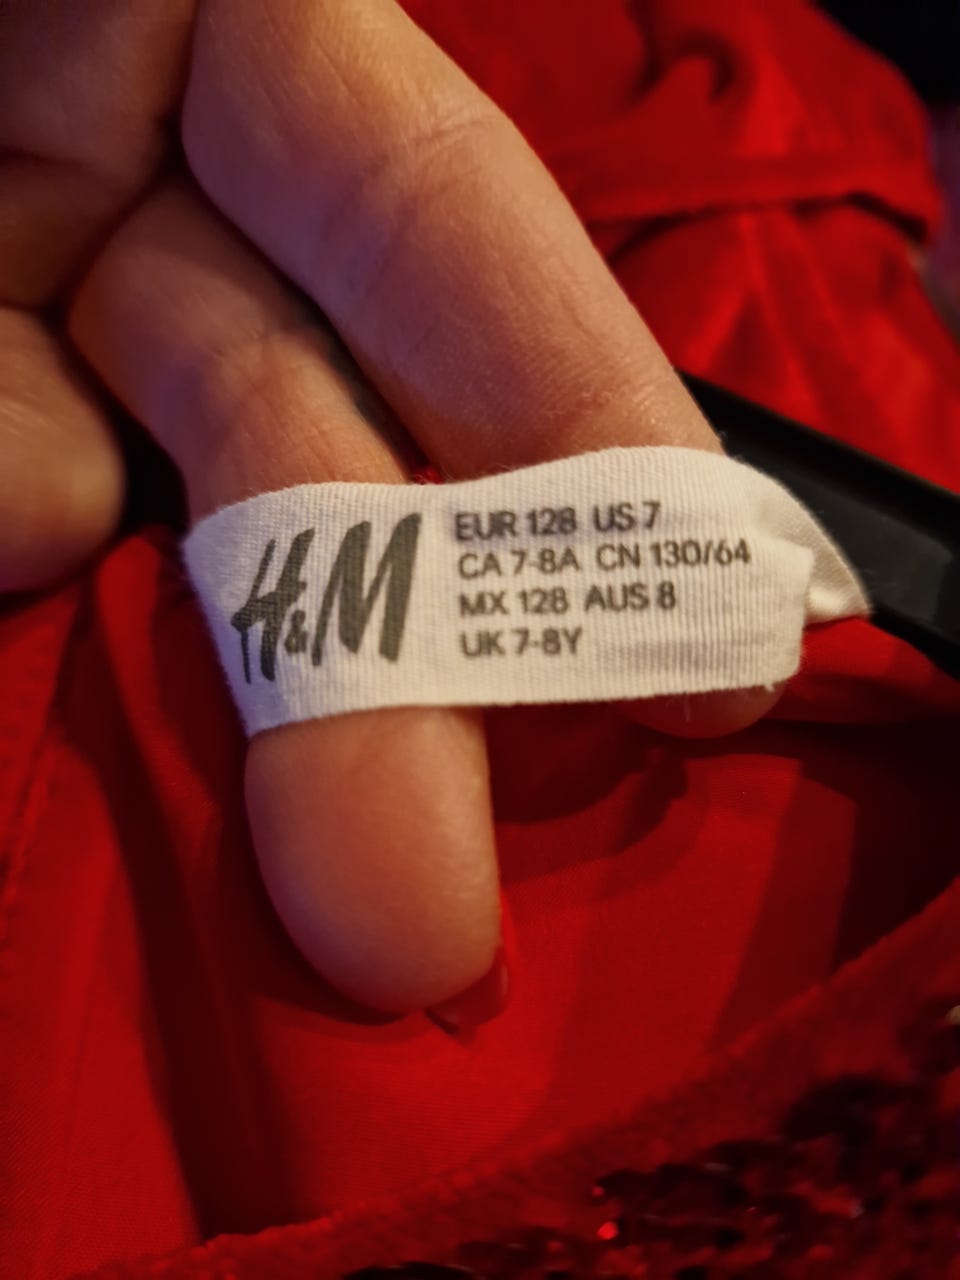 H&M
EUR 128 US 7
CA 7-8A CN 130/64
MX 128 AUS 8
UK 7-8Y